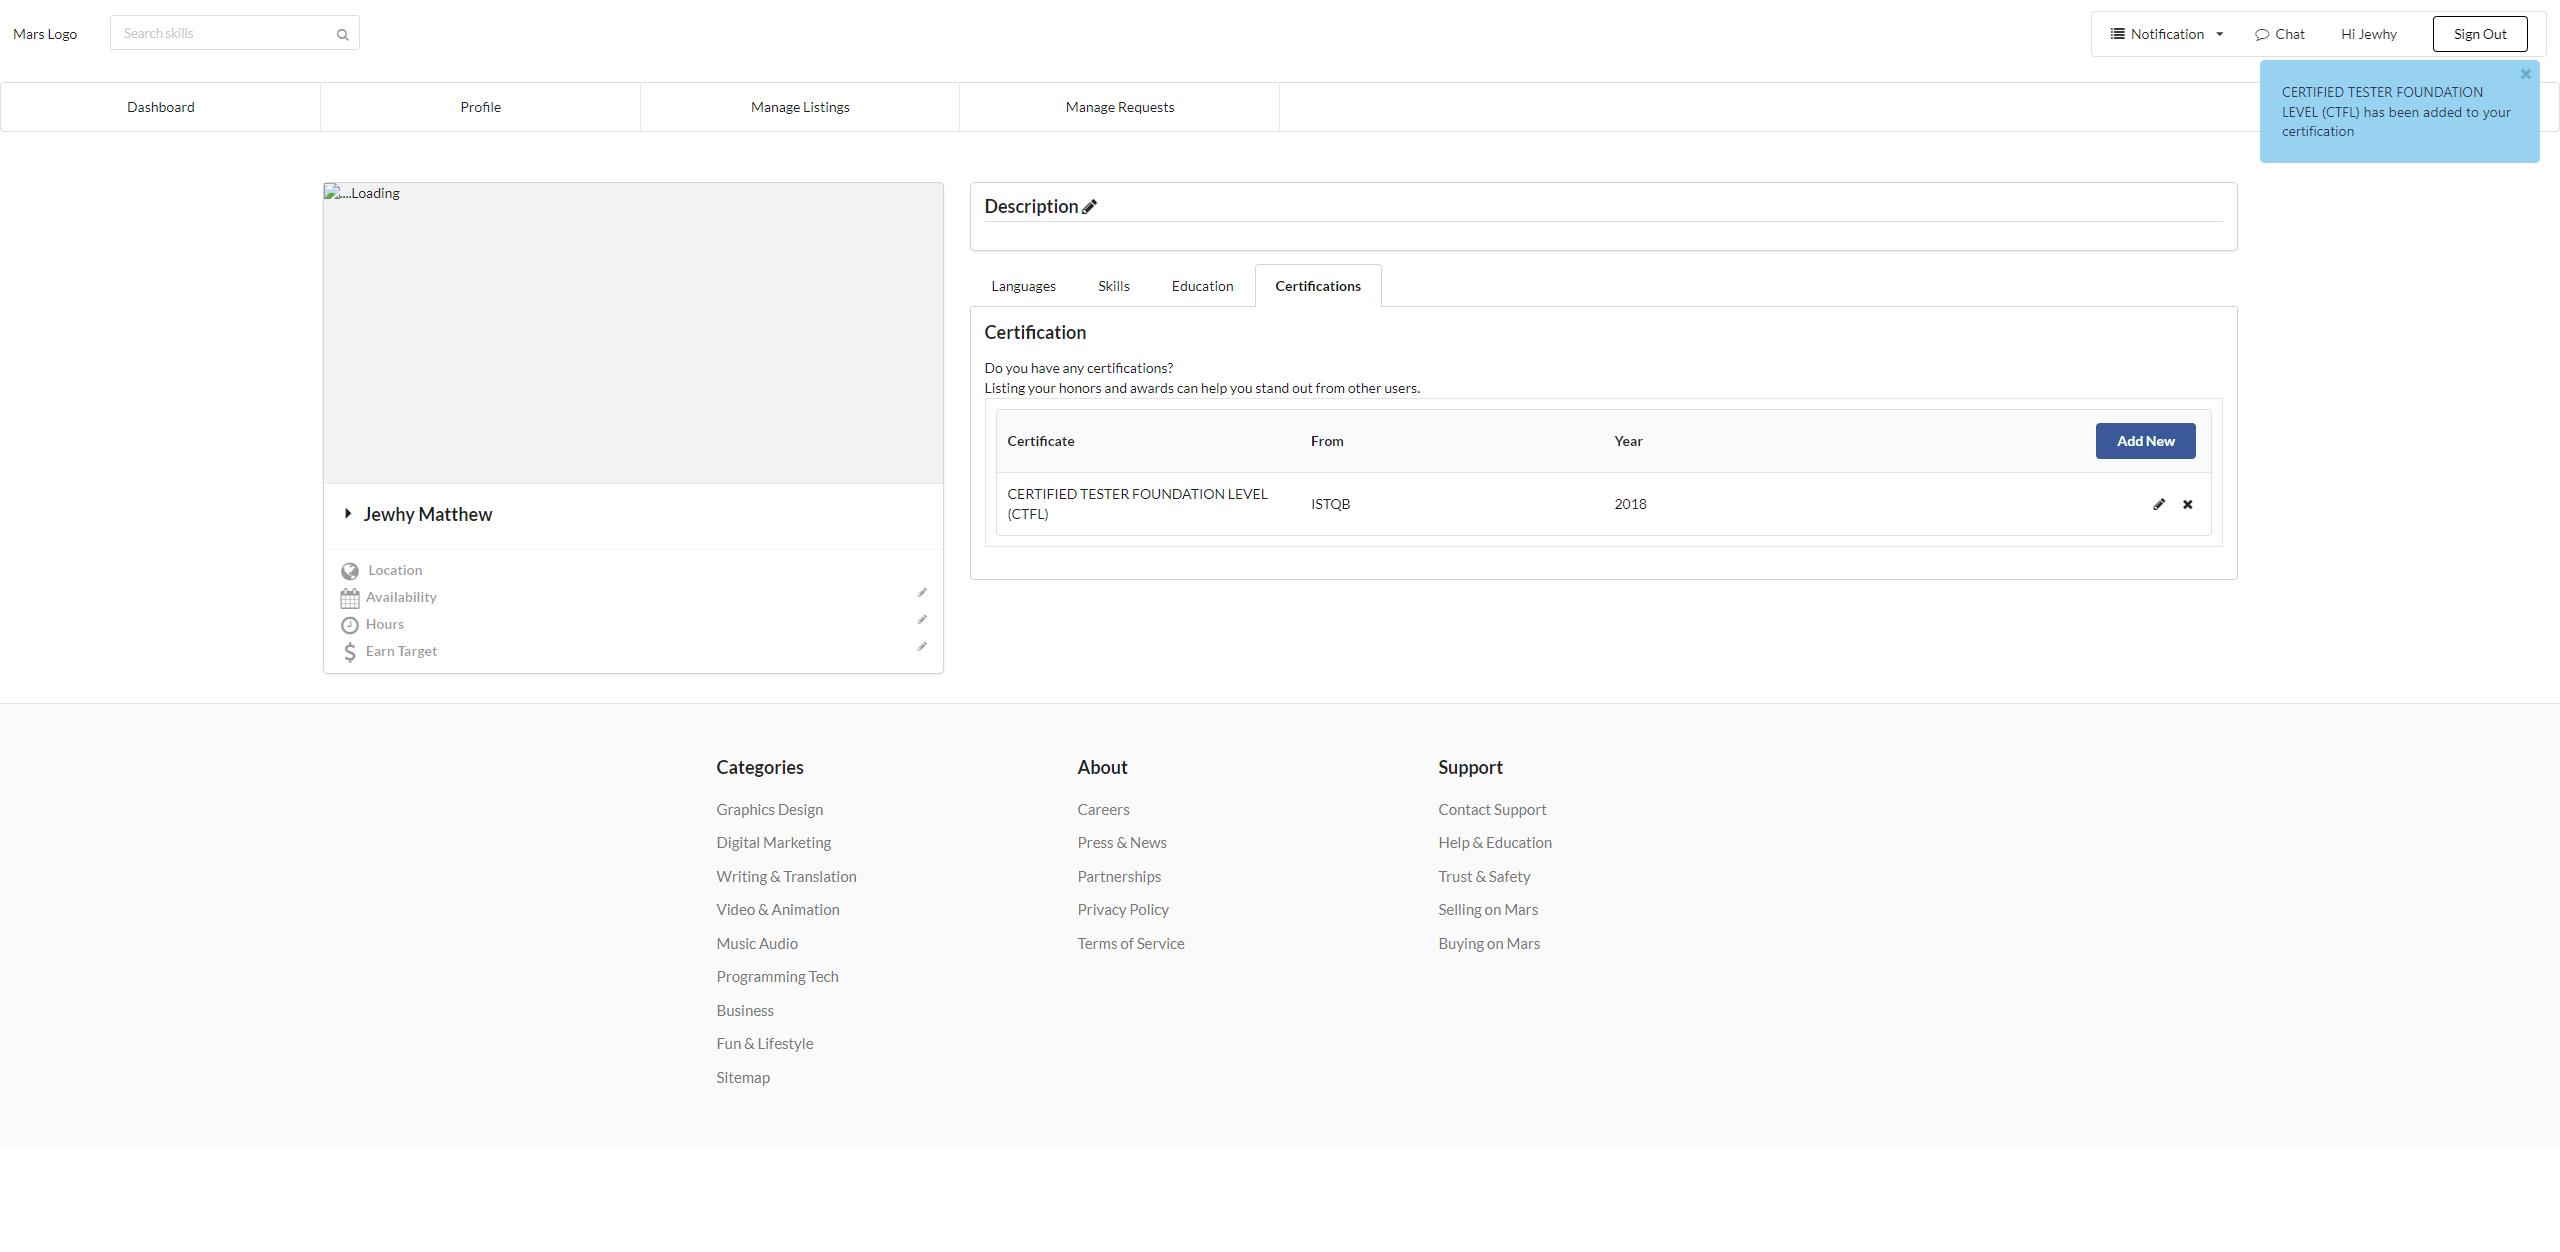 Mars Logo
Search skills
Notification
Chat
Hi Jewhy
Sign Out
Dashboard
Profile
Manage Listings
Manage Requests
CERTIFIED TESTER FOUNDATION
LEVEL (CTFL) has been added to your
certification
....Loading
Jewhy Matthew
Location
Availability
Hours
Earn Target
Description
Languages
Skills
Education
Certifications
Certification
Do you have any certifications?
Listing your honors and awards can help you stand out from other users.
Certificate
From
Year
Add New
CERTIFIED TESTER FOUNDATION LEVEL
(CTFL)
ISTQB
2018
Categories
Graphics Design
Digital Marketing
Writing & Translation
Video & Animation
Music Audio
Programming Tech
Business
Fun & Lifestyle
Sitemap
About
Careers
Press & News
Partnerships
Privacy Policy
Terms of Service
Support
Contact Support
Help & Education
Trust & Safety
Selling on Mars
Buying on Mars